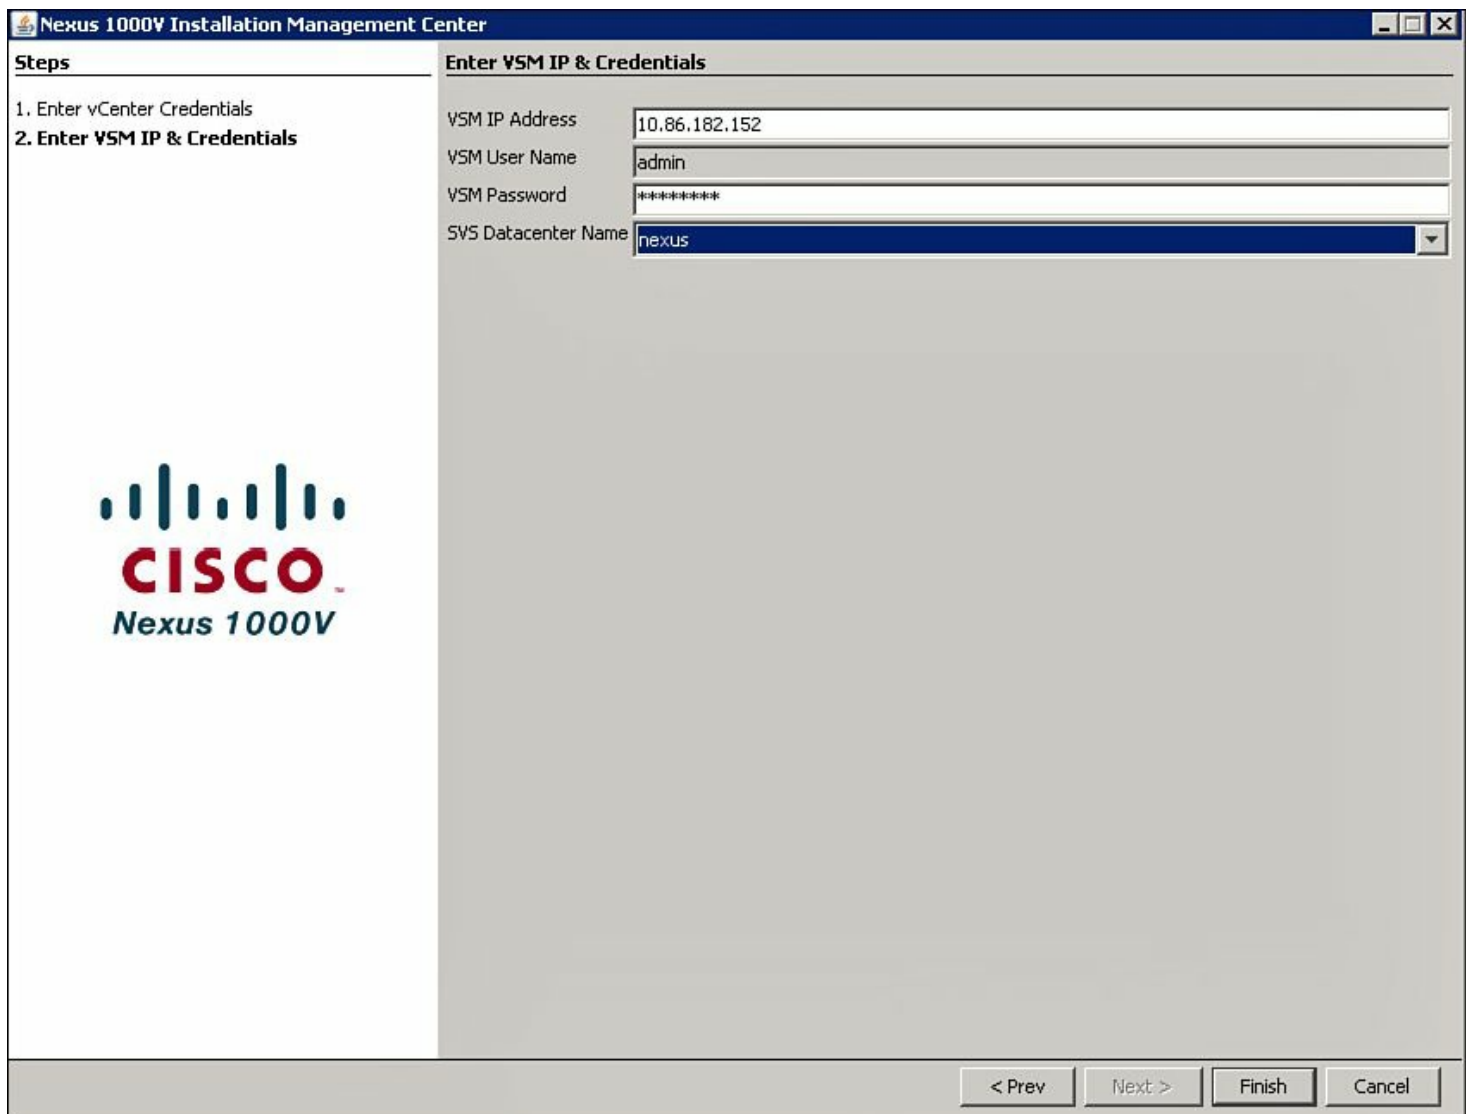 Nexus 1000V Installation Management Center
Steps
1. Enter vCenter Credentials
2. Enter VSM IP & Credentials
CISCO™
Nexus 1000V
Enter VSM IP & Credentials
VSM IP Address 10.86.182.152
VSM User Name admin
VSM Password ********
SVS Datacenter Name nexus
< Prev Next > Finish Cancel